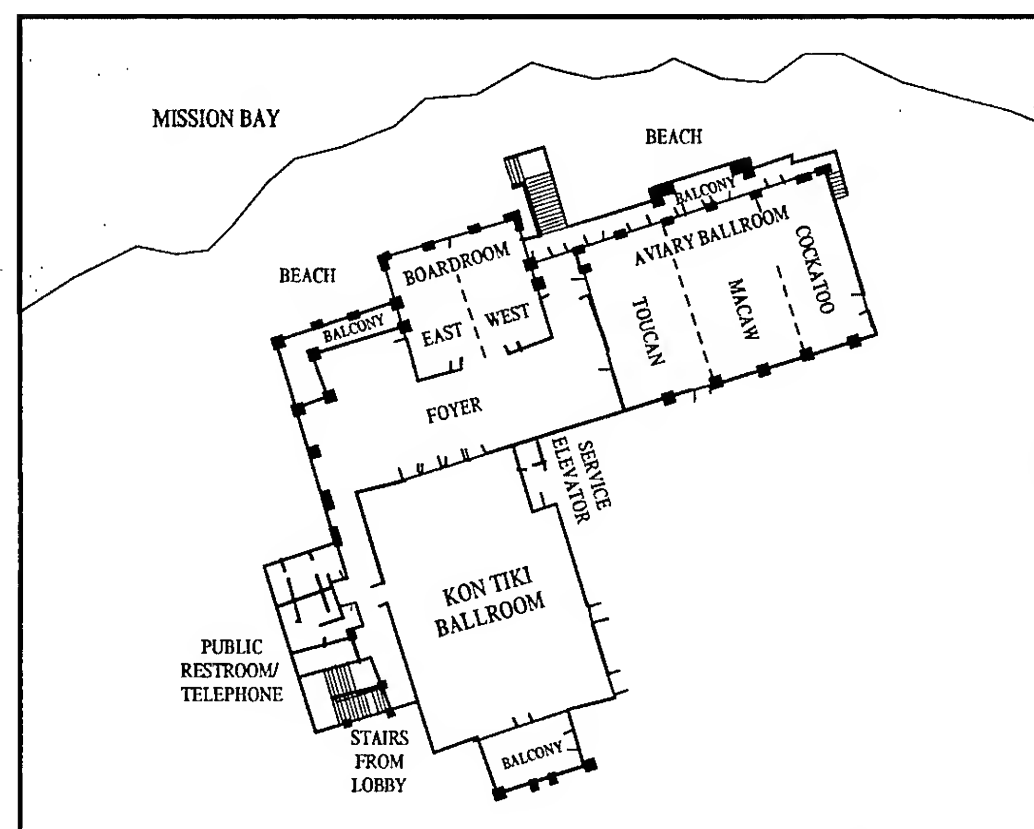 MISSION BAY
BEACH
BALCONY
AVIARY BALLROOM
COCKATOO
MACAW
TOUCAN
BOARDROOM
EAST
WEST
BEACH
BALCONY
FOYER
SERVICE
ELEVATOR
KON TIKI
BALLROOM
PUBLIC
RESTROOM/
TELEPHONE
STAIRS
FROM
LOBBY
BALCONY